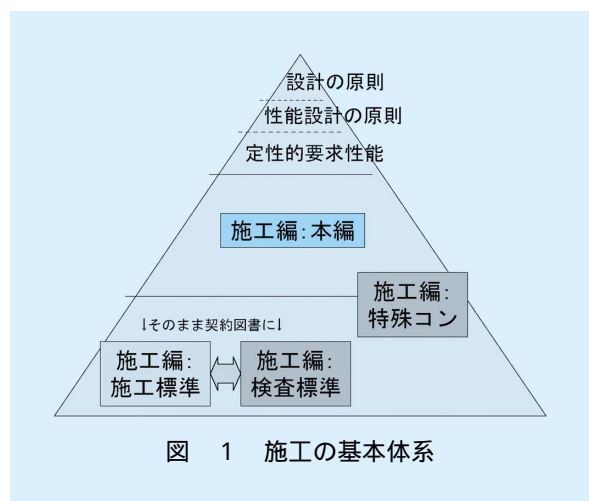 設計の原則
性能設計の原則
定性的要求性能
施工編:本編
施工編:
特殊コン
↓そのまま契約図書に↓
施工編:
施工標準
施工編:
検査標準
図 1 施工の基本体系